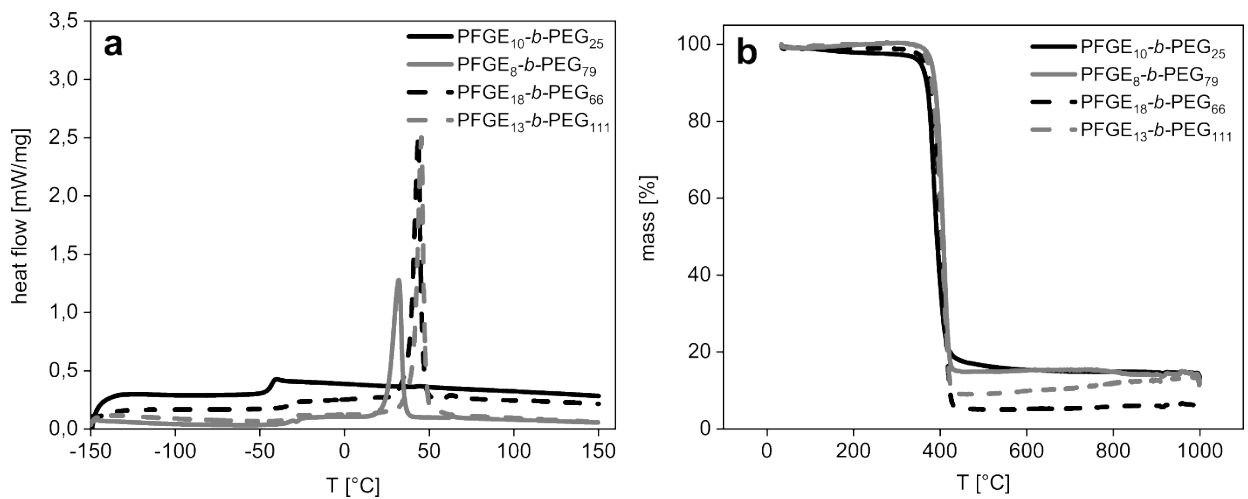 a
PFGE₁₀-b-PEG₂₅
PFGE₈-b-PEG₇₉
PFGE₁₈-b-PEG₆₆
PFGE₁₃-b-PEG₁₁₁
3,5
3,0
2,5
2,0
1,5
1,0
0,5
0,0
heat flow [mW/mg]
-150 -100 -50 0 50 100 150
T [°C]
b
PFGE₁₀-b-PEG₂₅
PFGE₈-b-PEG₇₉
PFGE₁₈-b-PEG₆₆
PFGE₁₃-b-PEG₁₁₁
100
80
60
40
20
0
mass [%]
0 200 400 600 800 1000
T [°C]